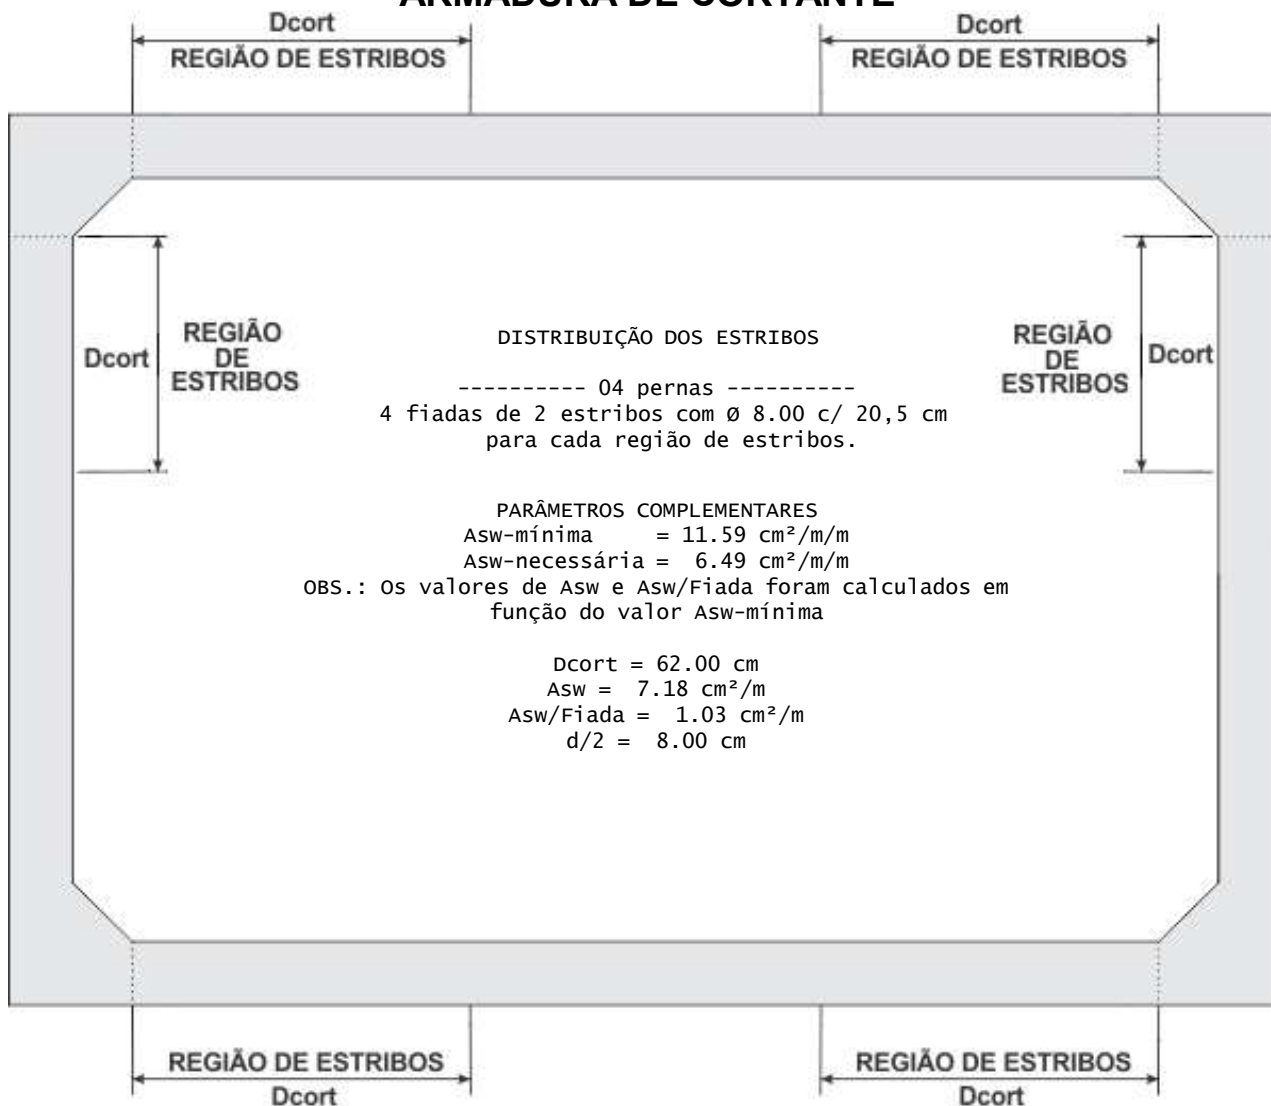 ARMADURA DE CORTANTE
Dcort
REGIÃO DE ESTRIBOS
Dcort
REGIÃO DE ESTRIBOS
Dcort
REGIÃO
DE
ESTRIBOS
REGIÃO
DE
ESTRIBOS
Dcort
DISTRIBUIÇÃO DOS ESTRIBOS
---------- 04 pernas ----------
4 fiadas de 2 estribos com Ø 8.00 c/ 20,5 cm
para cada região de estribos.
PARÂMETROS COMPLEMENTARES
Asw-mínima = 11.59 cm²/m/m
Asw-necessária = 6.49 cm²/m/m
OBS.: Os valores de Asw e Asw/Fiada foram calculados em
função do valor Asw-mínima
Dcort = 62.00 cm
Asw = 7.18 cm²/m
Asw/Fiada = 1.03 cm²/m
d/2 = 8.00 cm
REGIÃO DE ESTRIBOS
Dcort
REGIÃO DE ESTRIBOS
Dcort